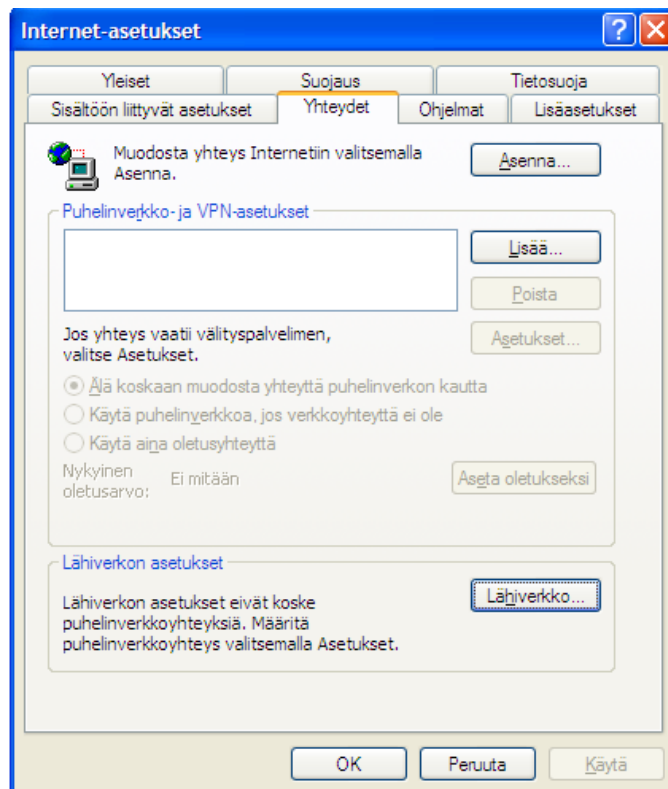 Internet-asetukset
Yleiset
Suojaus
Tietosuoja
Sisältöön liittyvät asetukset
Yhteydet
Ohjelmat
Lisäasetukset
Muodosta yhteys Internetiin valitsemalla
Asenna.
Asenna...
Puhelinverkko- ja VPN-asetukset
Lisää...
Poista
Jos yhteys vaatii välityspalvelimen,
valitse Asetukset.
Asetukset...
Älä koskaan muodosta yhteyttä puhelinverkon kautta
Käytä puhelinverkkoa, jos verkkoyhteyttä ei ole
Käytä aina oletusyhteyttä
Nykyinen
oletusarvo:
Ei mitään
Aseta oletukseksi
Lähiverkon asetukset
Lähiverkon asetukset eivät koske
puhelinverkkoyhteyksiä. Määritä
puhelinverkkoyhteys valitsemalla Asetukset.
Lähiverkko...
OK
Peruuta
Käytä